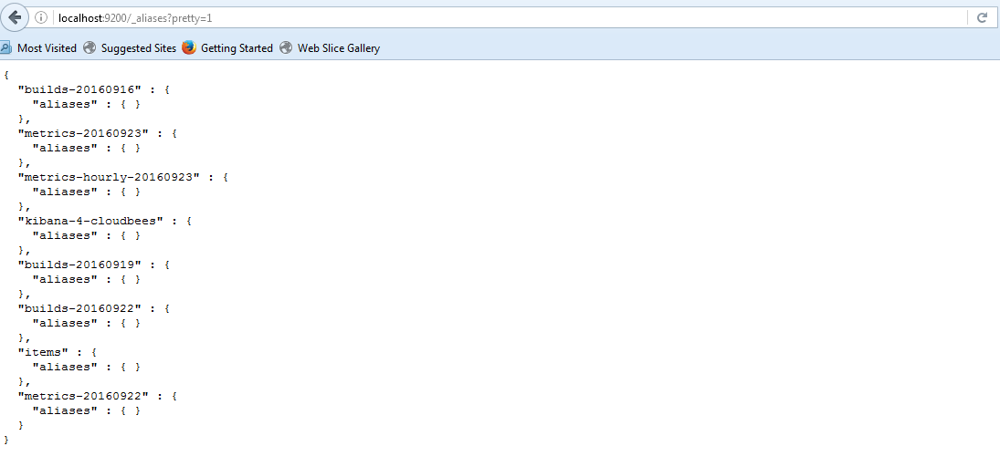 localhost:9200/_aliases?pretty=1
Most Visited Suggested Sites Getting Started Web Slice Gallery
{
  "builds-20160916" : {
    "aliases" : { }
  },
  "metrics-20160923" : {
    "aliases" : { }
  },
  "metrics-hourly-20160923" : {
    "aliases" : { }
  },
  "kibana-4-cloudbees" : {
    "aliases" : { }
  },
  "builds-20160919" : {
    "aliases" : { }
  },
  "builds-20160922" : {
    "aliases" : { }
  },
  "items" : {
    "aliases" : { }
  },
  "metrics-20160922" : {
    "aliases" : { }
  }
}